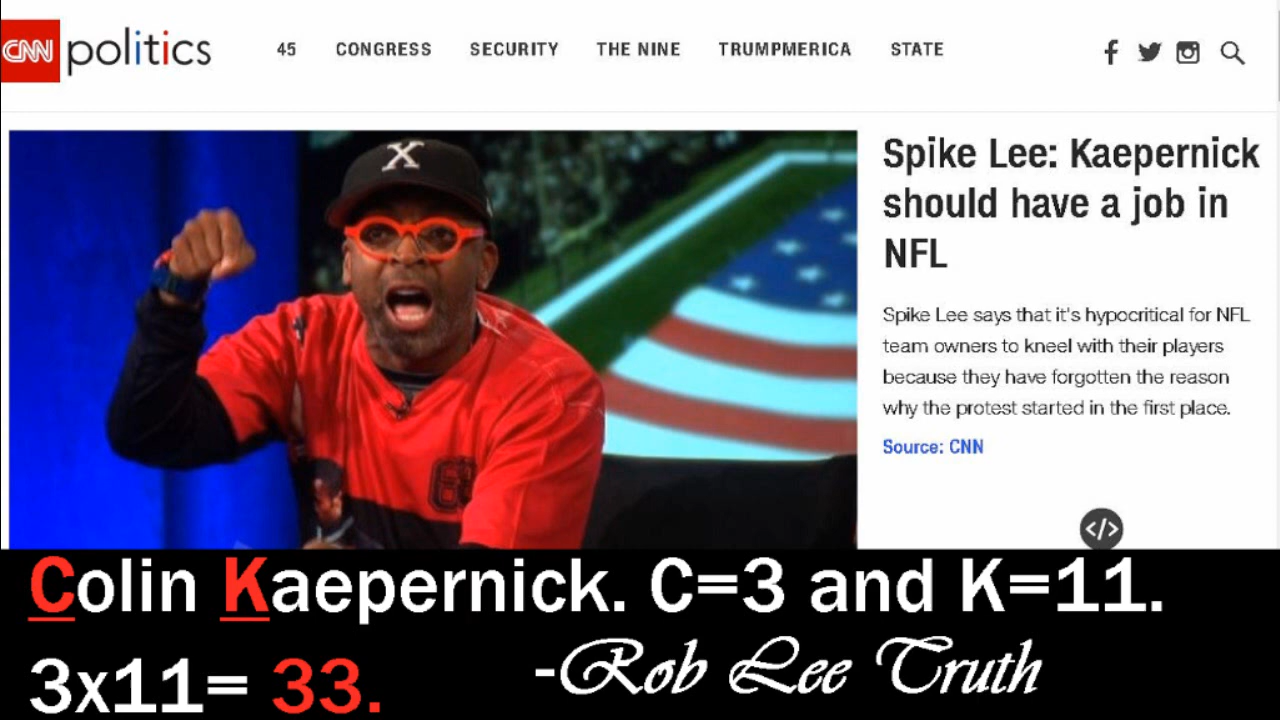 CNN politics 45 CONGRESS SECURITY THE NINE TRUMPMERICA STATE
X
Spike Lee: Kaepernick
should have a job in
NFL
Spike Lee says that it's hypocritical for NFL
team owners to kneel with their players
because they have forgotten the reason
why the protest started in the first place.
Source: CNN
</>
Colin Kaepernick. C=3 and K=11.
3x11= 33.
-Rob Lee Truth